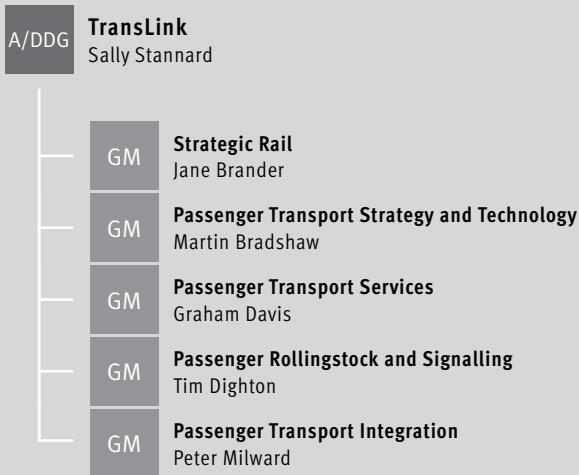 A/DDG
TransLink
Sally Stannard
GM
Strategic Rail
Jane Brander
GM
Passenger Transport Strategy and Technology
Martin Bradshaw
GM
Passenger Transport Services
Graham Davis
GM
Passenger Rollingstock and Signalling
Tim Dighton
GM
Passenger Transport Integration
Peter Milward